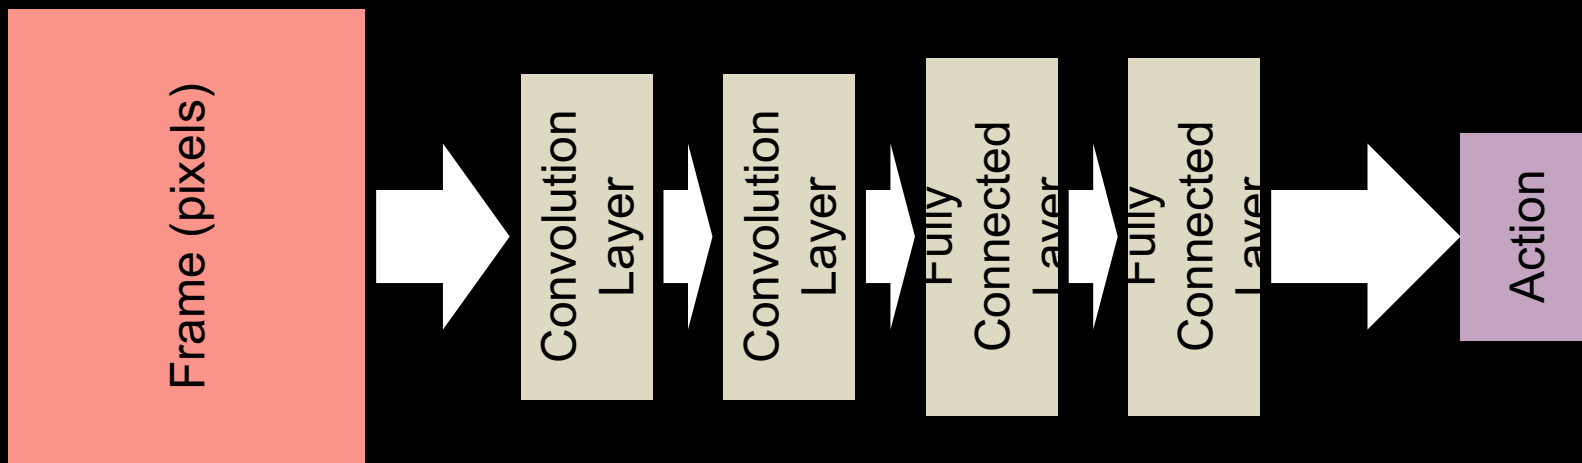 Frame (pixels)
Convolution
Layer
Convolution
Layer
Fully
Connected
Layer
Fully
Connected
Layer
Action